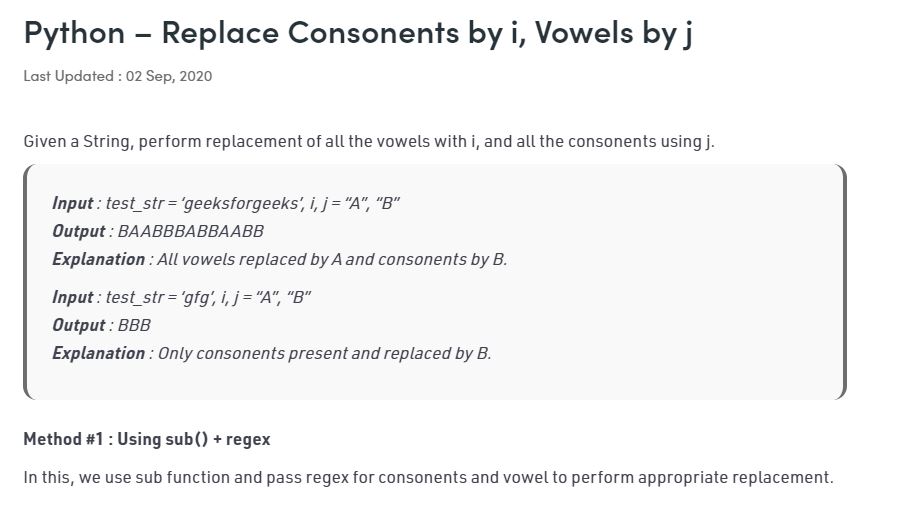 Python – Replace Consonents by i, Vowels by j
Last Updated : 02 Sep, 2020
Given a String, perform replacement of all the vowels with i, and all the consonents using j.
Input : test_str = ‘geeksforgeeks’, i, j = “A”, “B”
Output : BAABBBABBAABB
Explanation : All vowels replaced by A and consonents by B.
Input : test_str = ‘gfg’, i, j = “A”, “B”
Output : BBB
Explanation : Only consonents present and replaced by B.
Method #1 : Using sub() + regex
In this, we use sub function and pass regex for consonents and vowel to perform appropriate replacement.